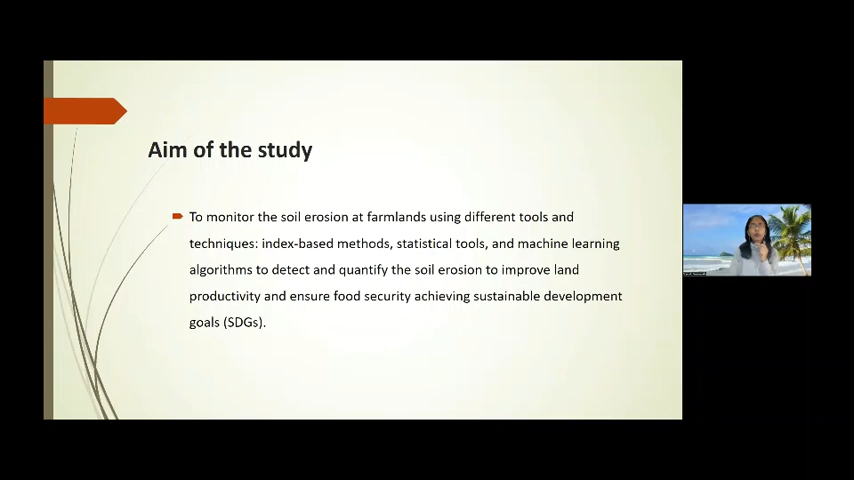 Aim of the study
To monitor the soil erosion at farmlands using different tools and
techniques: index-based methods, statistical tools, and machine learning
algorithms to detect and quantify the soil erosion to improve land
productivity and ensure food security achieving sustainable development
goals (SDGs).